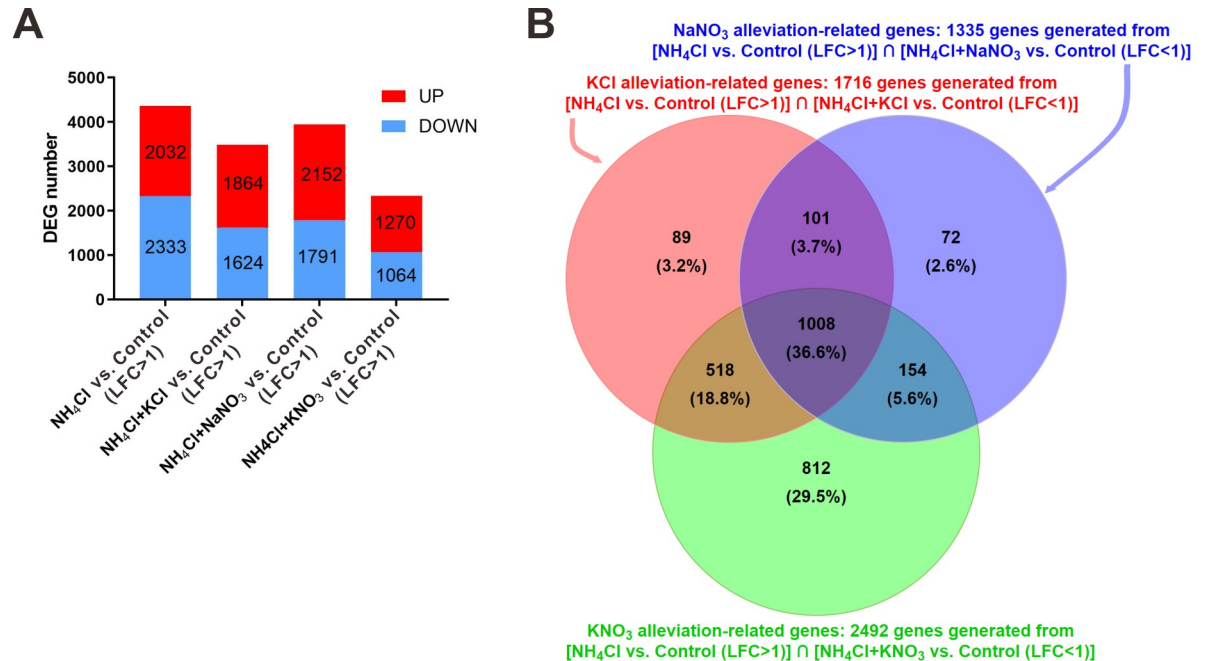 A
5000
4000
3000
2000
1000
0
DEG number
UP
DOWN
2032
2333
1864
1624
2152
1791
1270
1064
NH₄Cl vs. Control
(LFC>1)
NH₄Cl+KCl vs. Control
(LFC>1)
NH₄Cl+NaNO₃ vs. Control
(LFC>1)
NH4Cl+KNO₃ vs. Control
(LFC>1)
B
NaNO₃ alleviation-related genes: 1335 genes generated from
[NH₄Cl vs. Control (LFC>1)] ∩ [NH₄Cl+NaNO₃ vs. Control (LFC<1)]
KCl alleviation-related genes: 1716 genes generated from
[NH₄Cl vs. Control (LFC>1)] ∩ [NH₄Cl+KCl vs. Control (LFC<1)]
89
(3.2%)
101
(3.7%)
72
(2.6%)
1008
(36.6%)
518
(18.8%)
154
(5.6%)
812
(29.5%)
KNO₃ alleviation-related genes: 2492 genes generated from
[NH₄Cl vs. Control (LFC>1)] ∩ [NH₄Cl+KNO₃ vs. Control (LFC<1)]